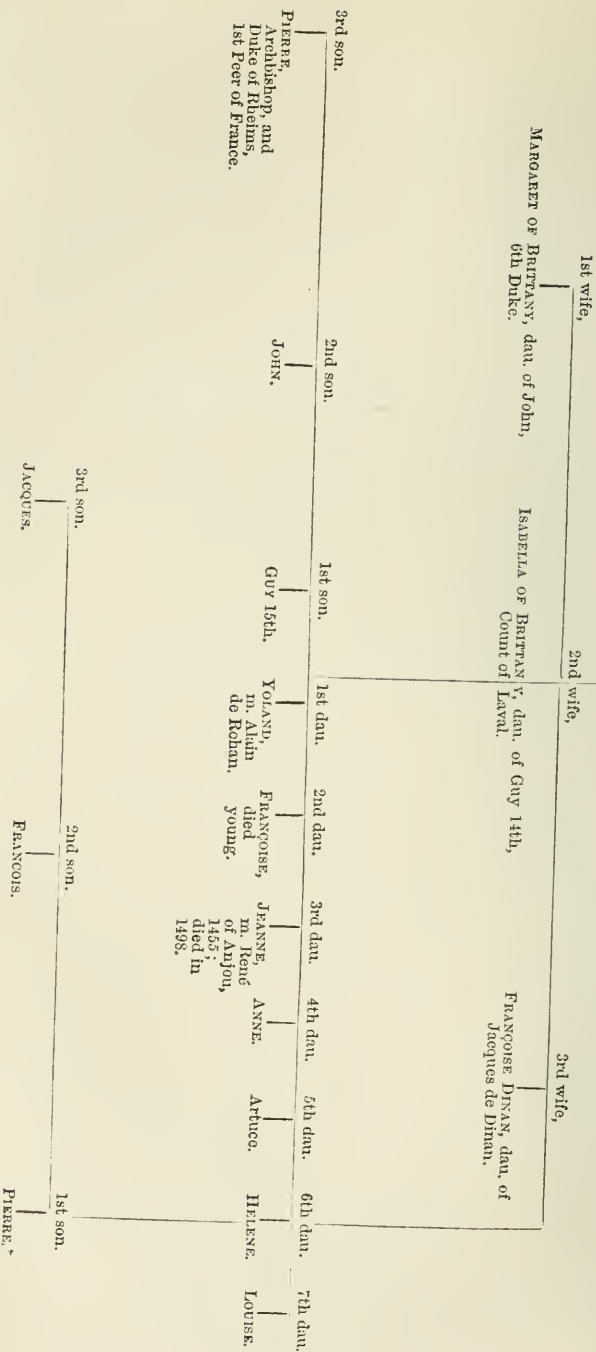 1st wife,
MARGARET OF BRITTANY, dau. of John,
6th Duke.
2nd wife,
ISABELLA OF BRITTANY, dau. of Guy 14th,
Count of Laval.
3rd wife,
FRANÇOISE DINAN, dau. of
Jacques de Dinan.
3rd son.
PIERRE,
Archbishop, and
Duke of Rheims,
1st Peer of France.
2nd son.
JOHN.
1st son.
GUY 15th.
1st dau.
YOLAND,
m. Alain
de Rohan.
2nd dau.
FRANÇOISE,
died
young.
3rd dau.
JEANNE,
m. René
of Anjou,
1455;
died in
1498.
4th dau.
ANNE.
5th dau.
Artuce.
6th dau.
HELENE.
7th dau.
LOUISE.
3rd son.
JACQUES.
2nd son.
FRANCOIS.
1st son.
PIERRE.*